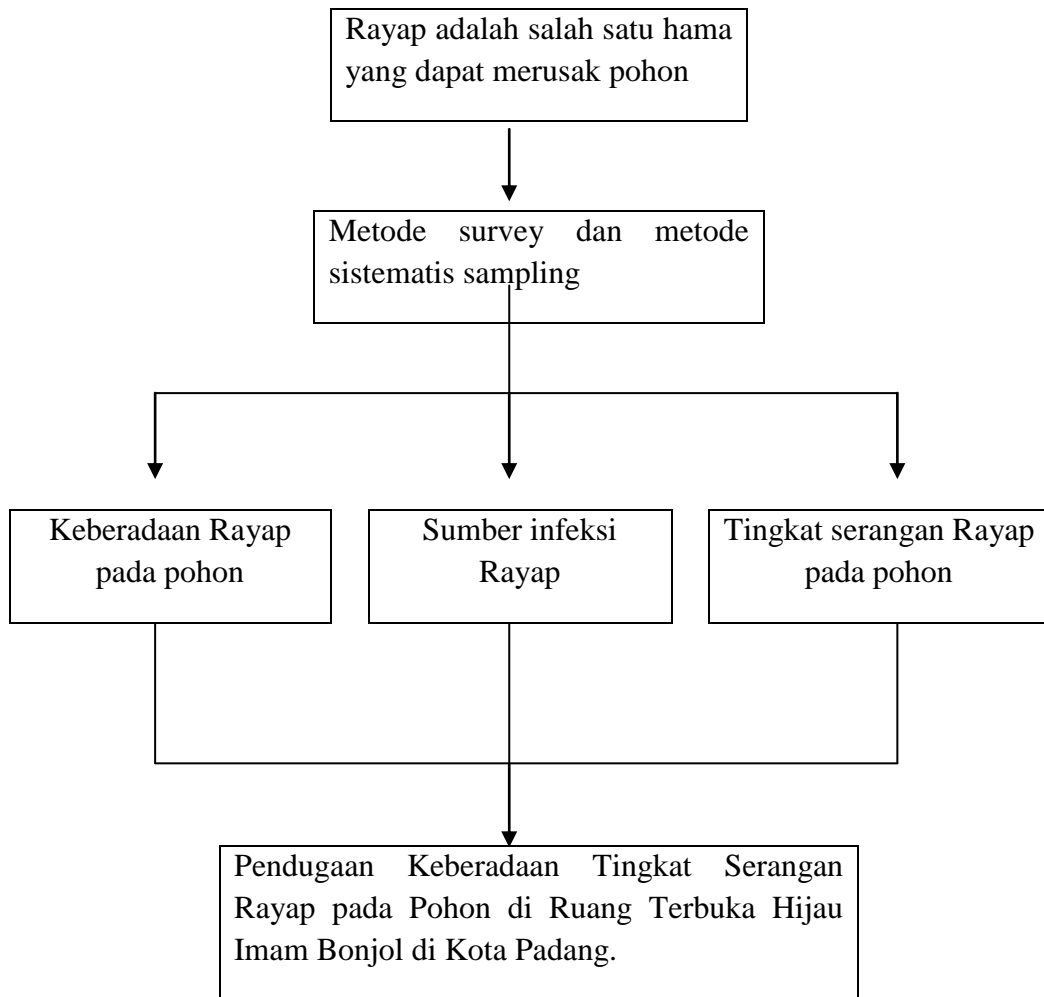 Rayap adalah salah satu hama
yang dapat merusak pohon
Metode survey dan metode
sistematis sampling
Keberadaan Rayap
pada pohon
Sumber infeksi
Rayap
Tingkat serangan Rayap
pada pohon
Pendugaan Keberadaan Tingkat Serangan
Rayap pada Pohon di Ruang Terbuka Hijau
Imam Bonjol di Kota Padang.